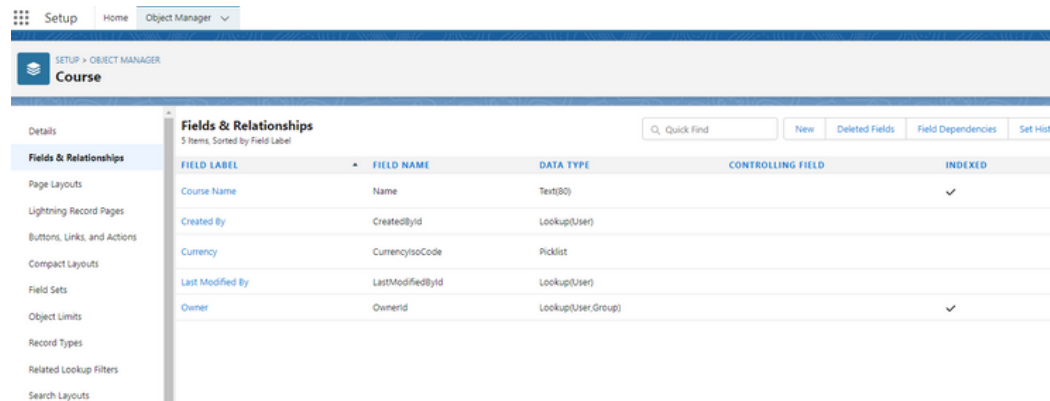 Setup Home Object Manager
SETUP > OBJECT MANAGER
Course
Details
Fields & Relationships
Page Layouts
Lightning Record Pages
Buttons, Links, and Actions
Compact Layouts
Field Sets
Object Limits
Record Types
Related Lookup Filters
Search Layouts
Fields & Relationships
5 Items, Sorted by Field Label
Quick Find New Deleted Fields Field Dependencies Set Hist
FIELD LABEL FIELD NAME DATA TYPE CONTROLLING FIELD INDEXED
Course Name Name Text(80)
Created By CreatedById Lookup(User)
Currency CurrencyIsoCode Picklist
Last Modified By LastModifiedById Lookup(User)
Owner OwnerId Lookup(User,Group)